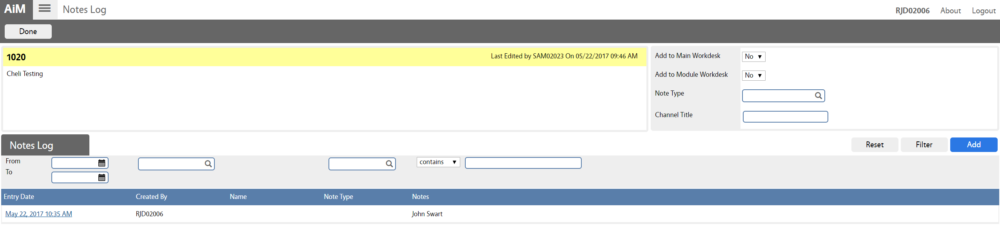 AiM Notes Log RJD02006 About Logout
Done
1020 Last Edited by SAM02023 On 05/22/2017 09:46 AM
Cheli Testing
Add to Main Workdesk No
Add to Module Workdesk No
Note Type
Channel Title
Notes Log Reset Filter Add
From contains
To
Entry Date Created By Name Note Type Notes
May 22, 2017 10:35 AM RJD02006 John Swart